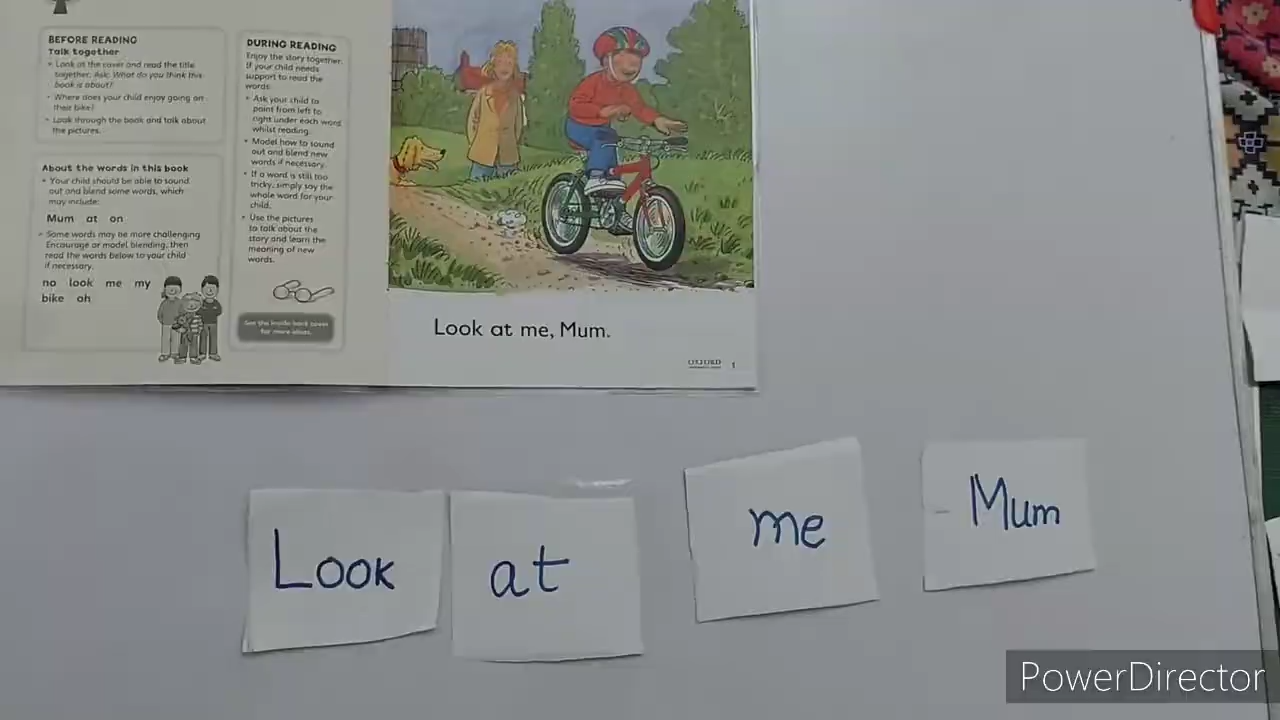 BEFORE READING
Talk together
• Look at the cover and read the title
together. Ask: What do you think this
book is about?
• Where does your child enjoy going on
their bike?
• Look through the book and talk about
the pictures.
About the words in this book
• Your child should be able to sound
out and blend some words, which
may include:
Mum at on
• Some words may be more challenging.
Encourage or model blending, then
read the words below to your child
if necessary.
no look me my
bike oh
DURING READING
Enjoy the story together.
If your child needs
support to read the
words:
• Ask your child to
point from left to
right under each word
whilst reading.
• Model how to sound
out and blend new
words if necessary.
• If a word is still too
tricky, simply say the
whole word for your
child.
• Use the pictures
to talk about the
story and learn the
meaning of new
words.
See the inside back cover
for more ideas.
Look at me, Mum.
OXFORD
1
Look at me Mum
PowerDirector